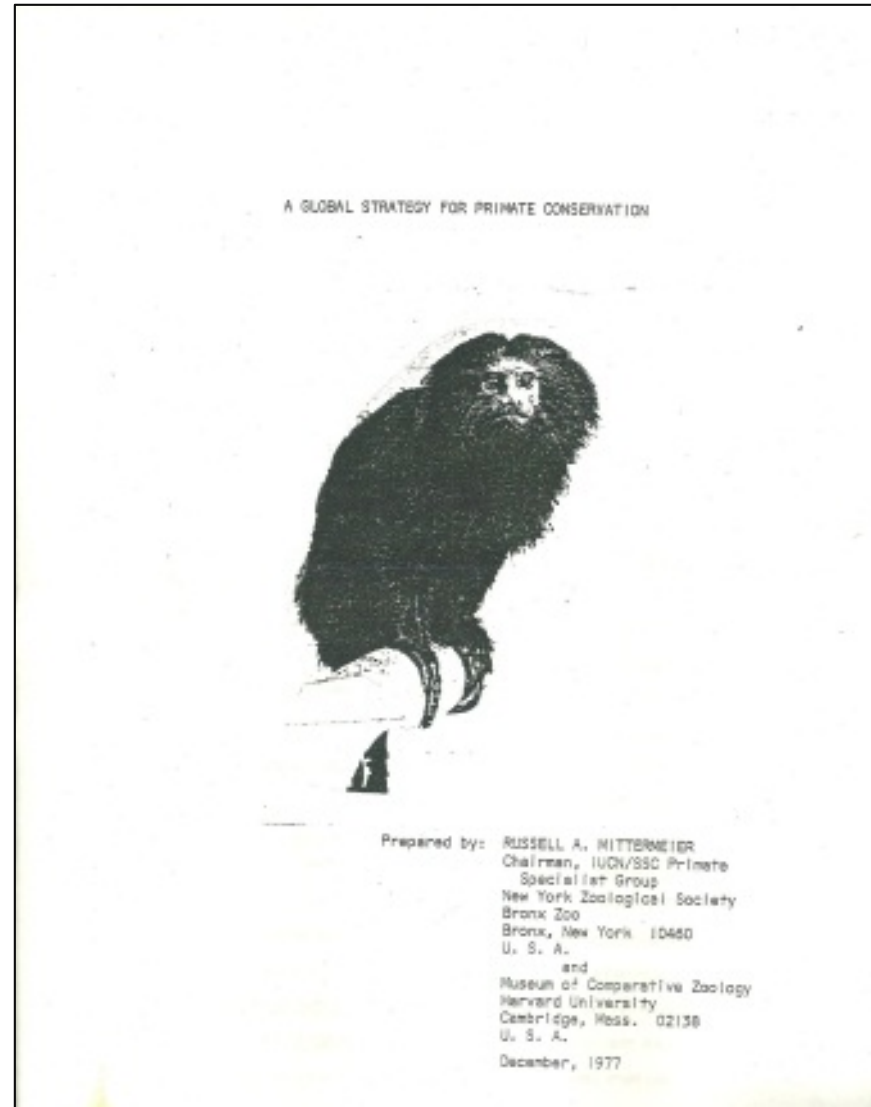 A GLOBAL STRATEGY FOR PRIMATE CONSERVATION
Prepared by: RUSSELL A. MITTERMEIER
Chairman, IUCN/SSC Primate
Specialist Group
New York Zoological Society
Bronx Zoo
Bronx, New York 10460
U. S. A.
and
Museum of Comparative Zoology
Harvard University
Cambridge, Mass. 02138
U. S. A.
December, 1977